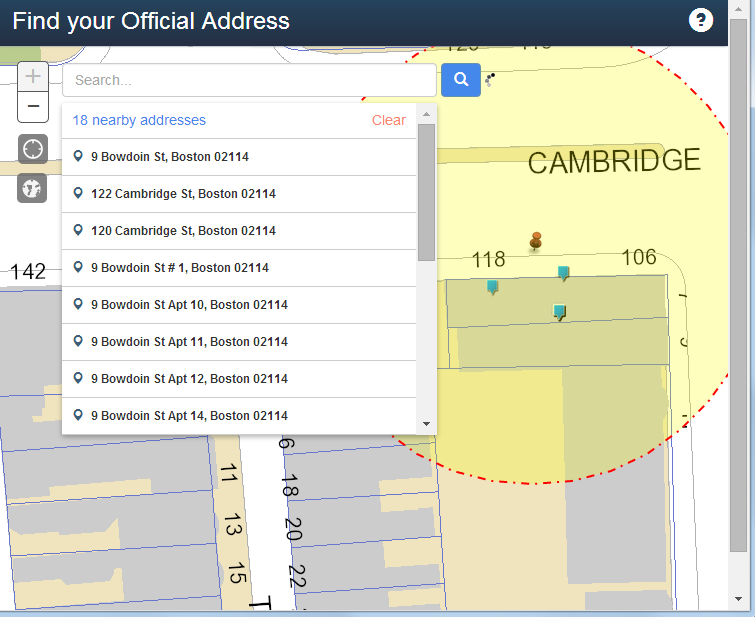 Find your Official Address
?
Search...
18 nearby addresses
Clear
9 Bowdoin St, Boston 02114
122 Cambridge St, Boston 02114
120 Cambridge St, Boston 02114
9 Bowdoin St # 1, Boston 02114
9 Bowdoin St Apt 10, Boston 02114
9 Bowdoin St Apt 11, Boston 02114
9 Bowdoin St Apt 12, Boston 02114
9 Bowdoin St Apt 14, Boston 02114
CAMBRIDGE
118
106
142
11
18
13
20
15
22